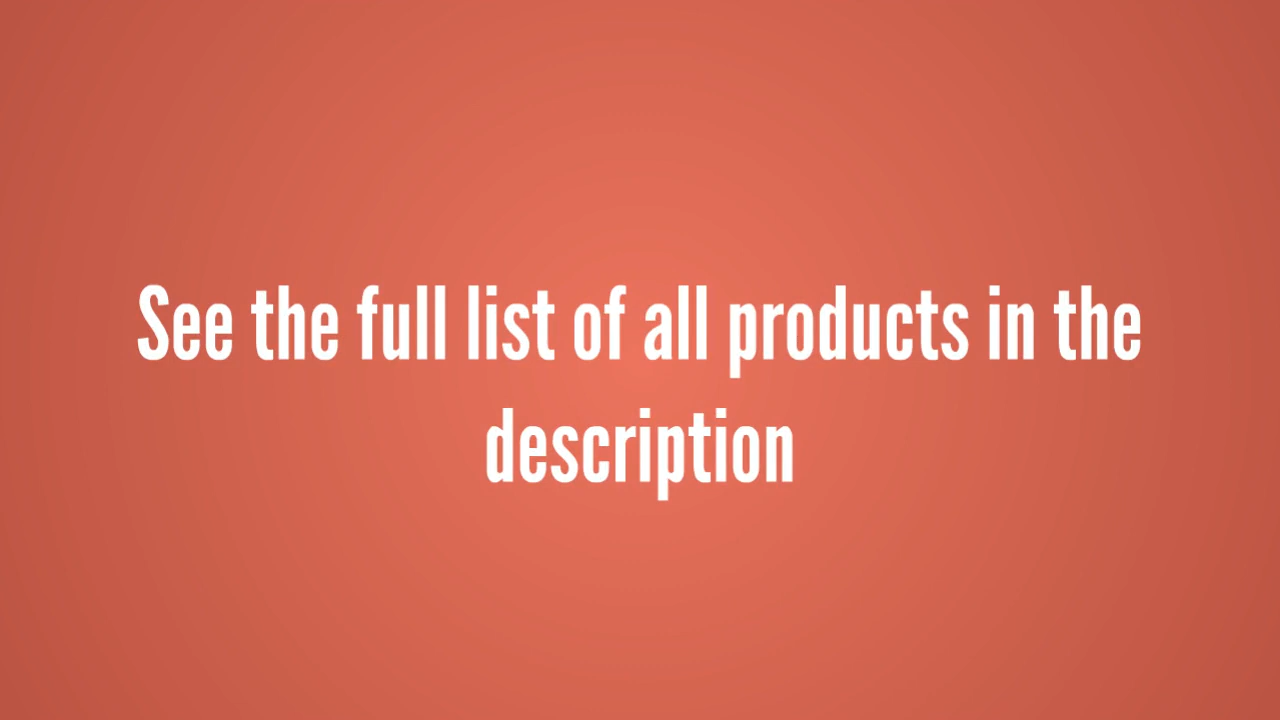 See the full list of all products in the
description